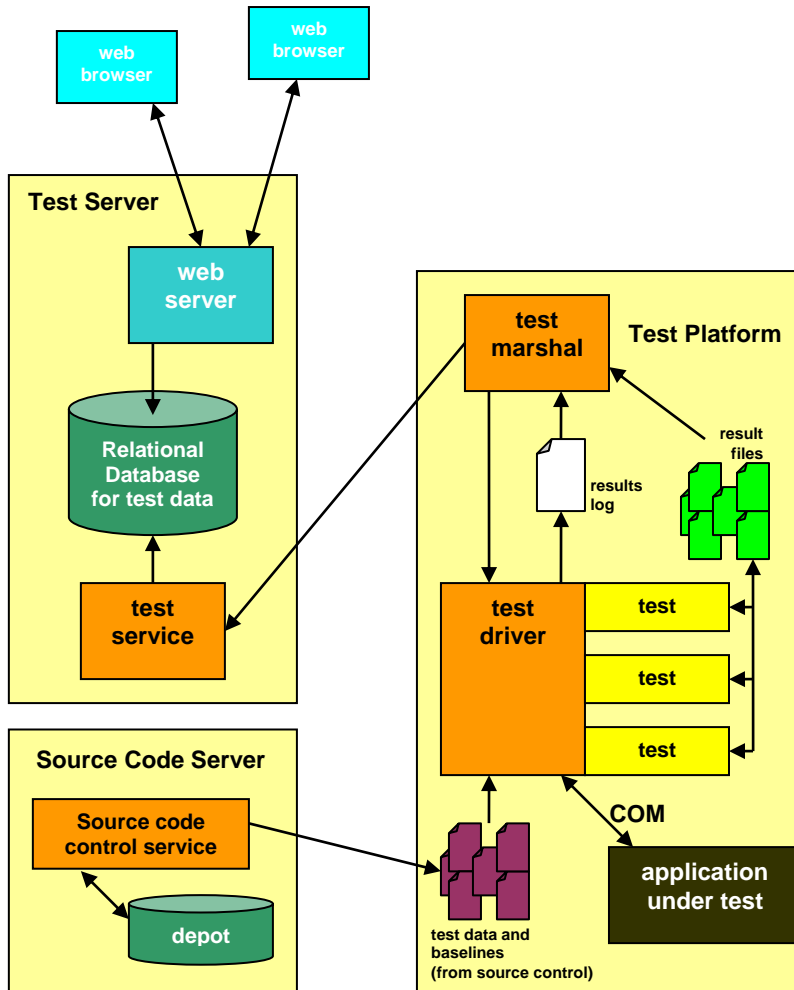 web
browser
web
browser
Test Server
web
server
Relational
Database
for test data
test
service
Source Code Server
Source code
control service
depot
test
marshal
Test Platform
result
files
results
log
test
driver
test
test
test
COM
application
under test
test data and
baselines
(from source control)